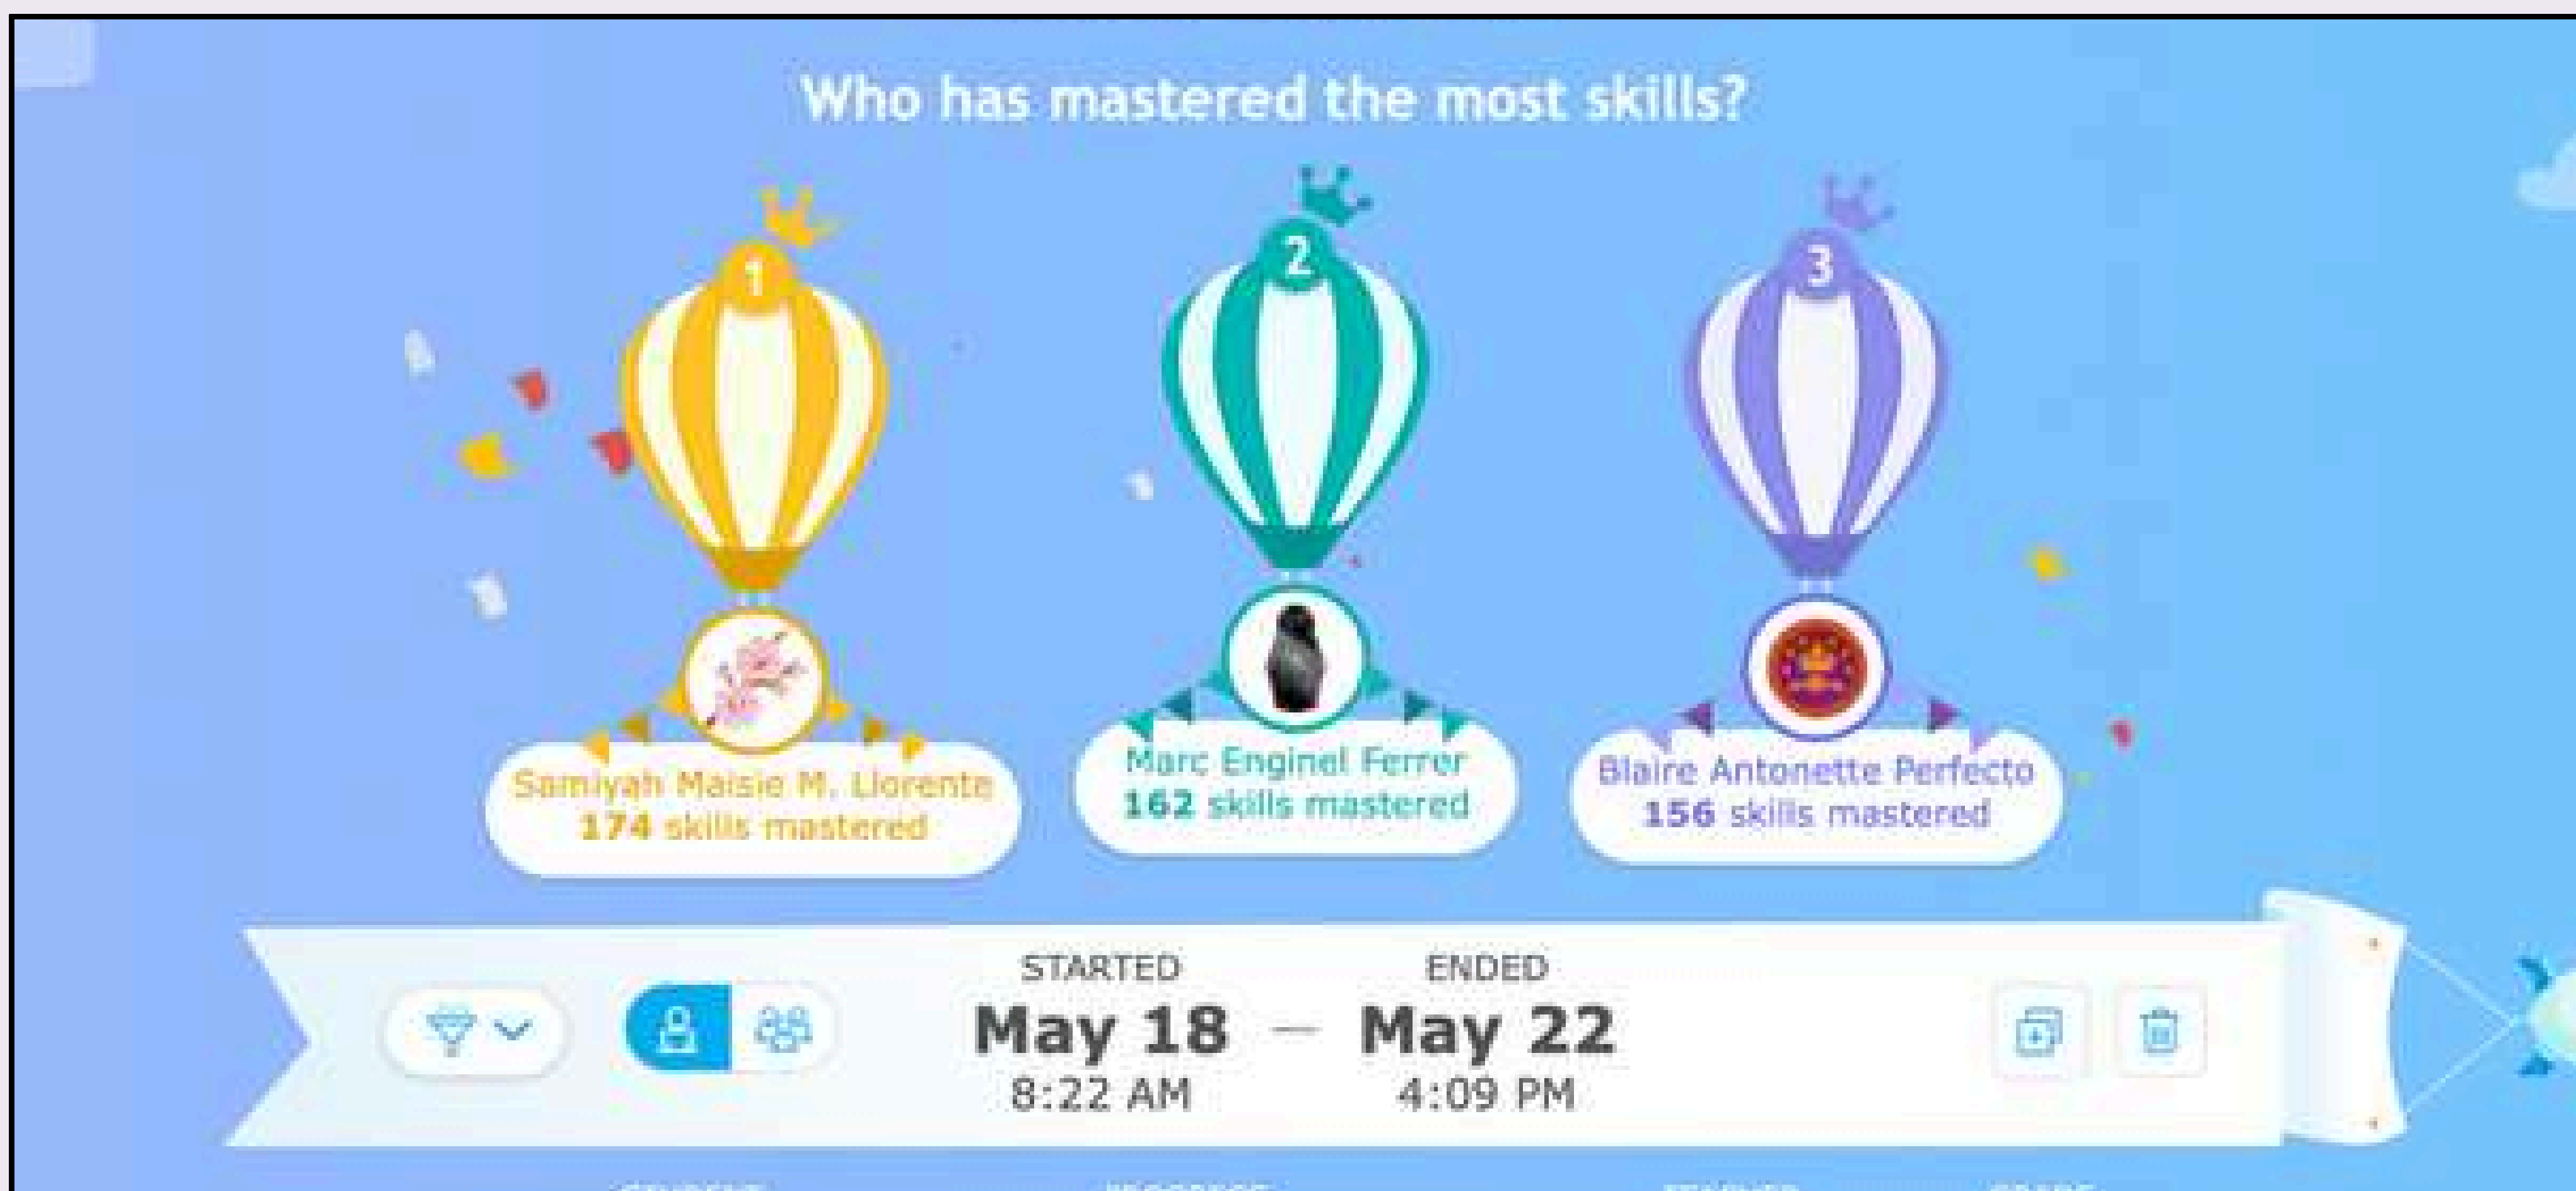 Who has mastered the most skills?
1
2
3
Samiyah Maisie M. Llorente
174 skills mastered
Marc Enginel Ferrer
162 skills mastered
Blaire Antonette Perfecto
156 skills mastered
STARTED
May 18
8:22 AM
—
ENDED
May 22
4:09 PM